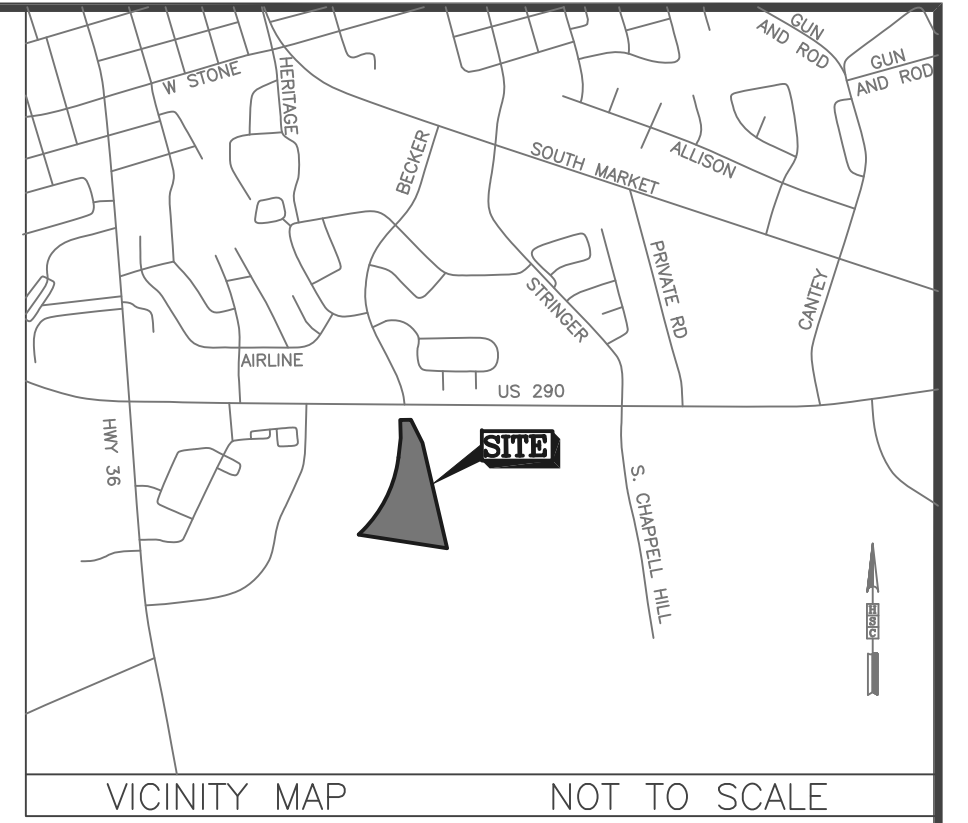 GUN
AND ROD
GUN
AND ROD
W STONE
HERITAGE
BECKER
SOUTH MARKET
ALLISON
PRIVATE RD
CANTEY
STRINGER
AIRLINE
US 290
HWY 36
SITE
S. CHAPPELL HILL
H
S
C
VICINITY MAP
NOT TO SCALE